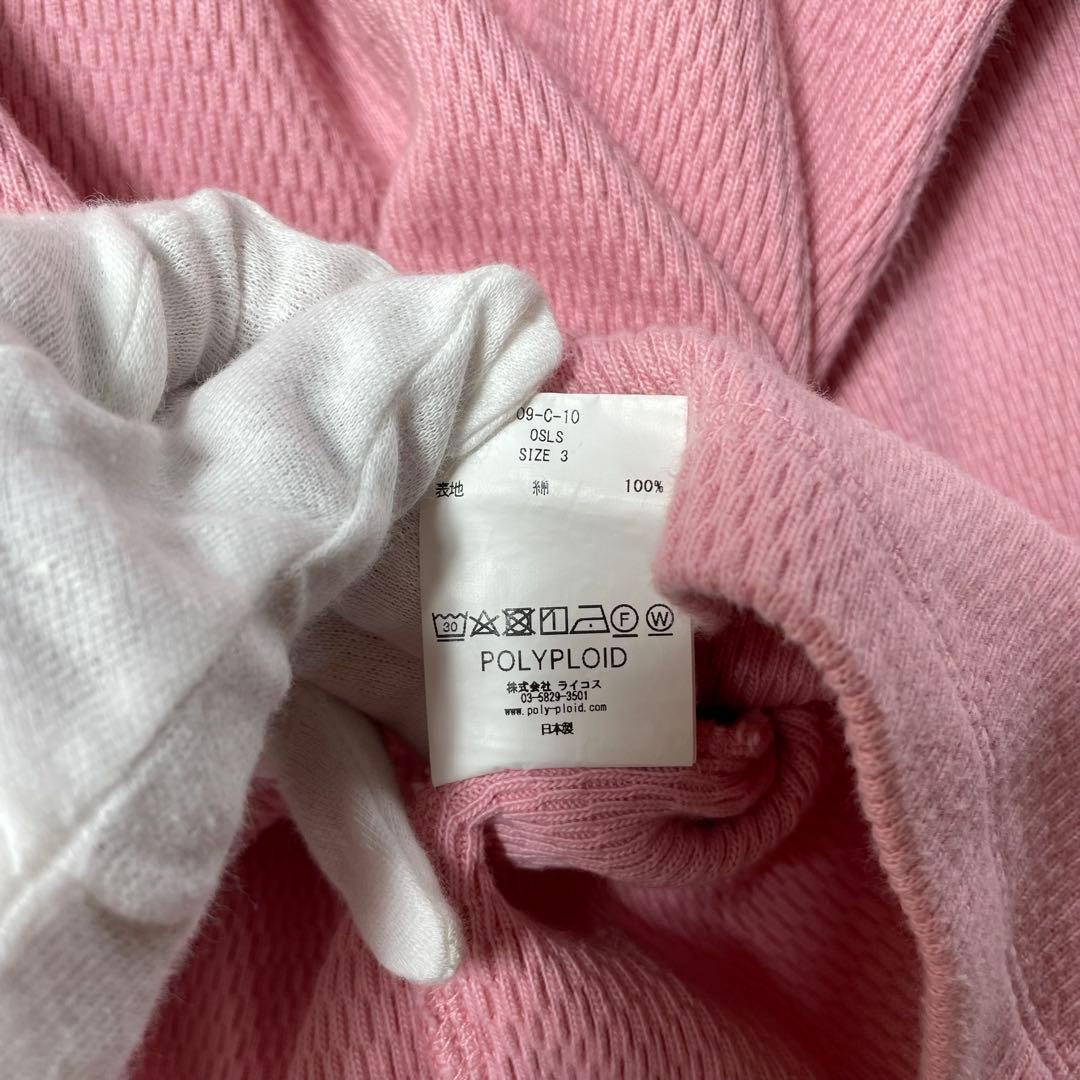 09-C-10
OSLS
SIZE 3
表地 綿 100%
30 F W
POLYPLOID
株式会社 ライコス
03-5829-3501
www.poly-ploid.com
日本製